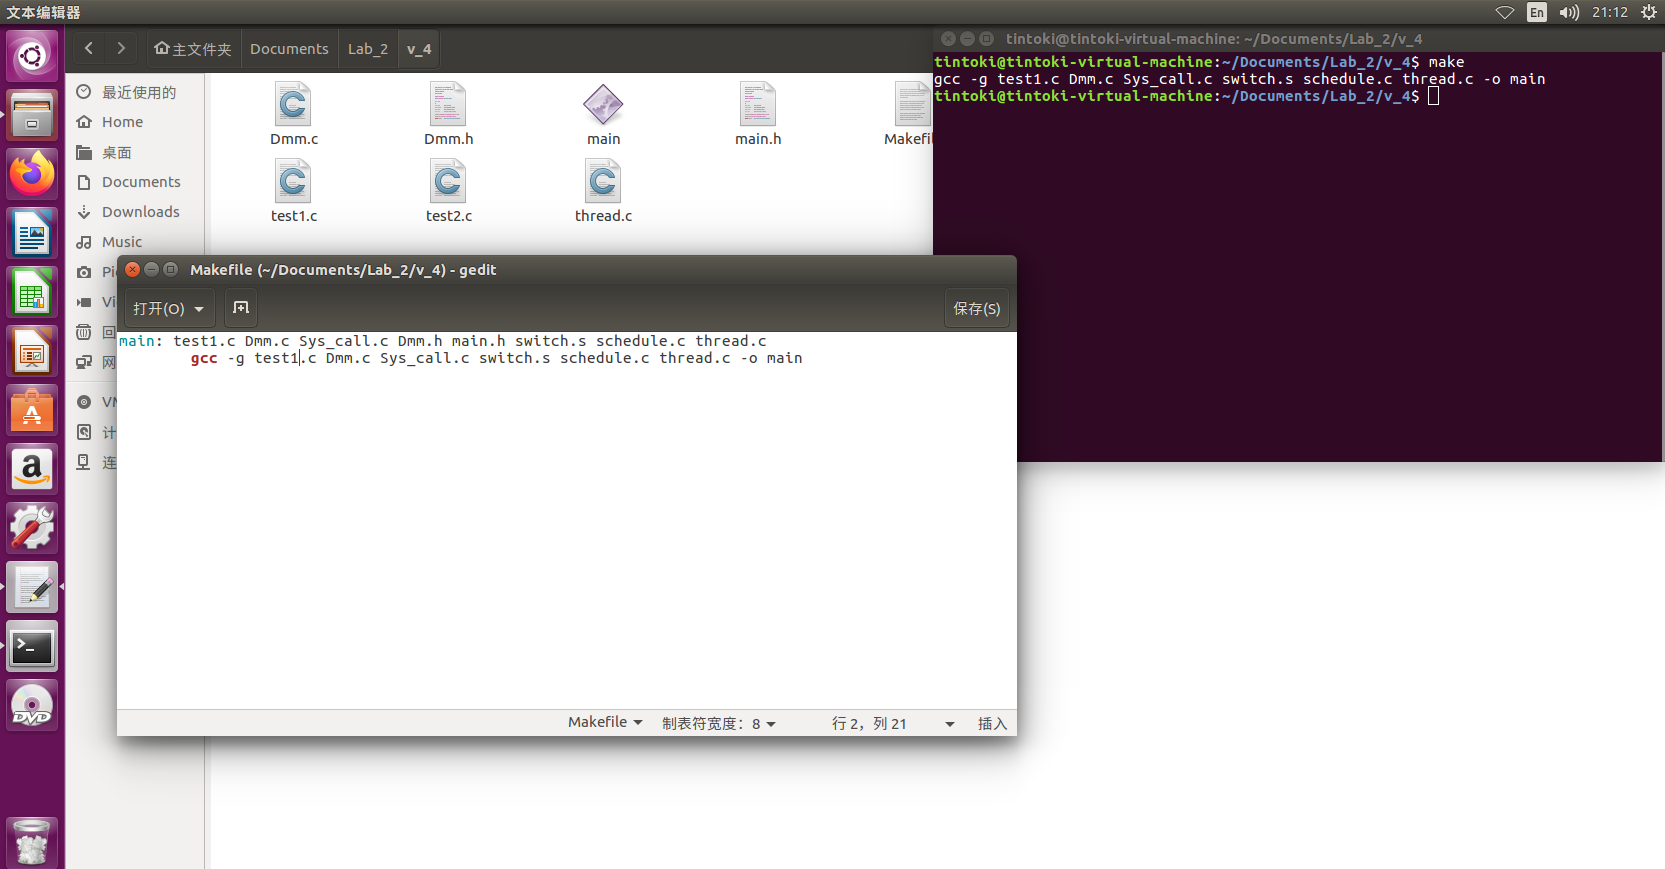 文本编辑器
En
21:12
主文件夹 Documents Lab_2 v_4
tintoki@tintoki-virtual-machine: ~/Documents/Lab_2/v_4
tintoki@tintoki-virtual-machine:~/Documents/Lab_2/v_4$ make
gcc -g test1.c Dmm.c Sys_call.c switch.s schedule.c thread.c -o main
tintoki@tintoki-virtual-machine:~/Documents/Lab_2/v_4$
最近使用的
Home
桌面
Documents
Downloads
Music
Pi
Vi
回
网
VM
计
连
Dmm.c
Dmm.h
main
main.h
Makefil
test1.c
test2.c
thread.c
Makefile (~/Documents/Lab_2/v_4) - gedit
打开(O)
保存(S)
main: test1.c Dmm.c Sys_call.c Dmm.h main.h switch.s schedule.c thread.c
gcc -g test1.c Dmm.c Sys_call.c switch.s schedule.c thread.c -o main
Makefile 制表符宽度：8 行 2，列 21 插入
A
a
>_
DVD